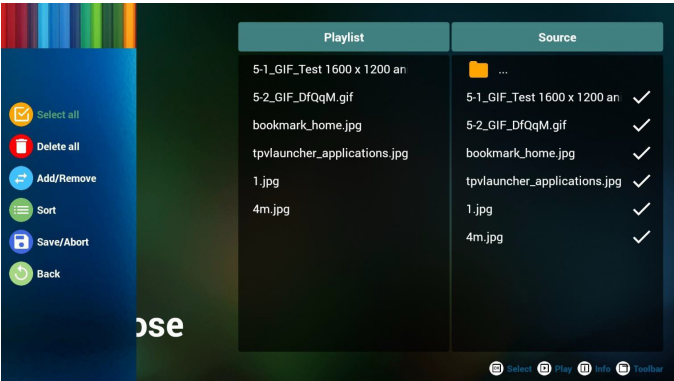 Select all
Delete all
Add/Remove
Sort
Save/Abort
Back
Playlist
5-1_GIF_Test 1600 x 1200 an
5-2_GIF_DfQqM.gif
bookmark_home.jpg
tpvlauncher_applications.jpg
1.jpg
4m.jpg
Source
...
5-1_GIF_Test 1600 x 1200 an
5-2_GIF_DfQqM.gif
bookmark_home.jpg
tpvlauncher_applications.jpg
1.jpg
4m.jpg
ose
Select Play Info Toolbar